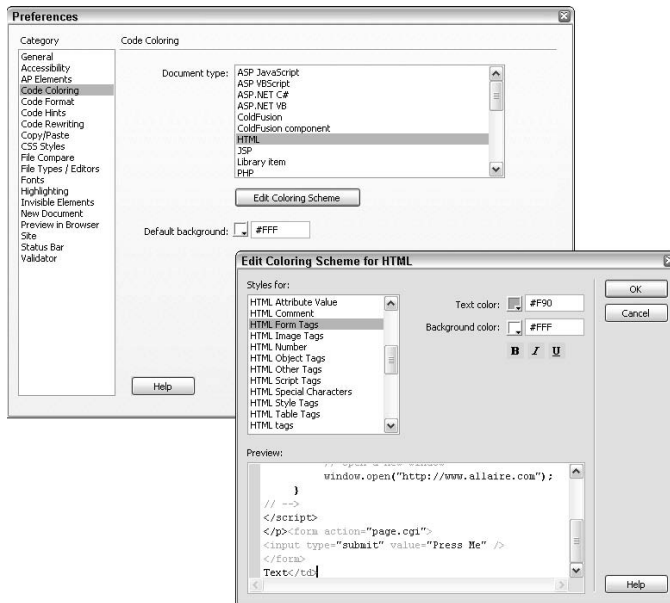 Preferences
Category
General
Accessibility
AP Elements
Code Coloring
Code Format
Code Hints
Code Rewriting
Copy/Paste
CSS Styles
File Compare
File Types / Editors
Fonts
Highlighting
Invisible Elements
New Document
Preview in Browser
Site
Status Bar
Validator
Code Coloring
Document type:
ASP JavaScript
ASP VBScript
ASP.NET C#
ASP.NET VB
ColdFusion
ColdFusion component
HTML
JSP
Library item
PHP
Edit Coloring Scheme
Default background: #FFF
Help
Edit Coloring Scheme for HTML
Styles for:
HTML Attribute Value
HTML Comment
HTML Form Tags
HTML Image Tags
HTML Number
HTML Object Tags
HTML Other Tags
HTML Script Tags
HTML Special Characters
HTML Style Tags
HTML Table Tags
HTML tags
Text color: #F90
Background color: #FFF
B I U
OK
Cancel
Preview:
// open a new window
window.open("http://www.allaire.com");
}
// -->
</script>
</p><form action="page.cgi">
<input type="submit" value="Press Me" />
</form>
Text</td>
Help